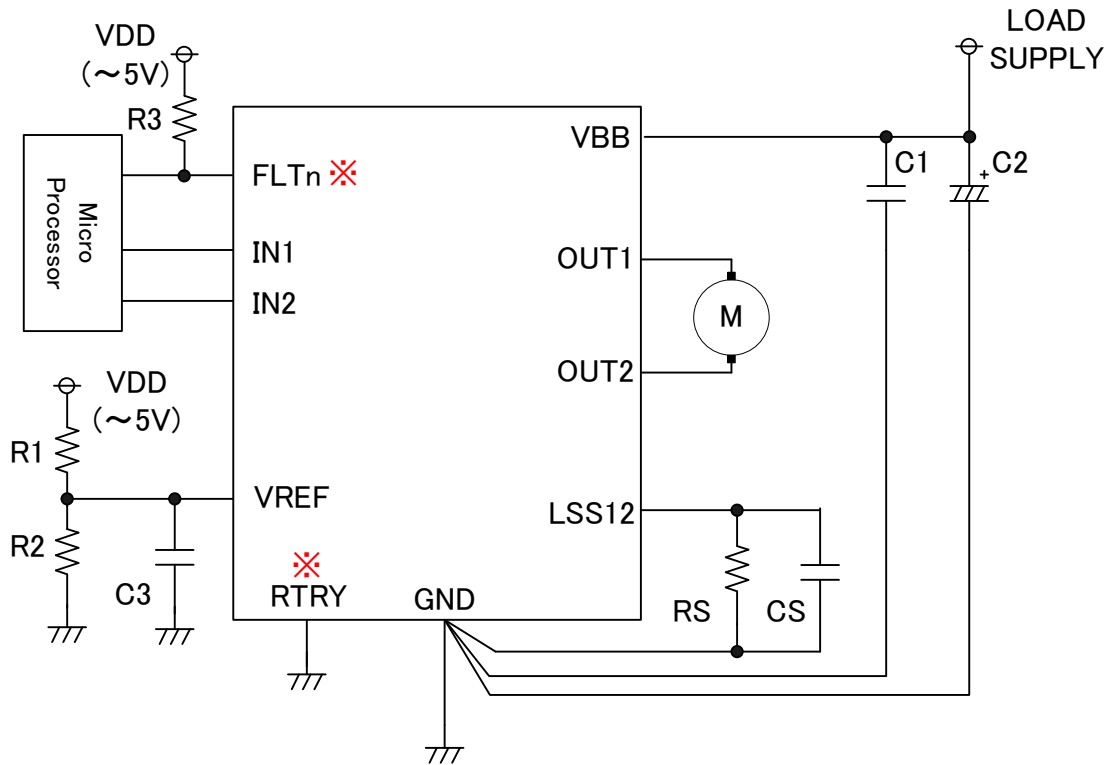 VDD
(～5V)
R3
LOAD
SUPPLY
Micro
Processor
FLTn ※
IN1
IN2
VBB
C1
C2
+
OUT1
M
OUT2
VDD
(～5V)
R1
R2
C3
VREF
LSS12
※
RTRY
GND
RS
CS